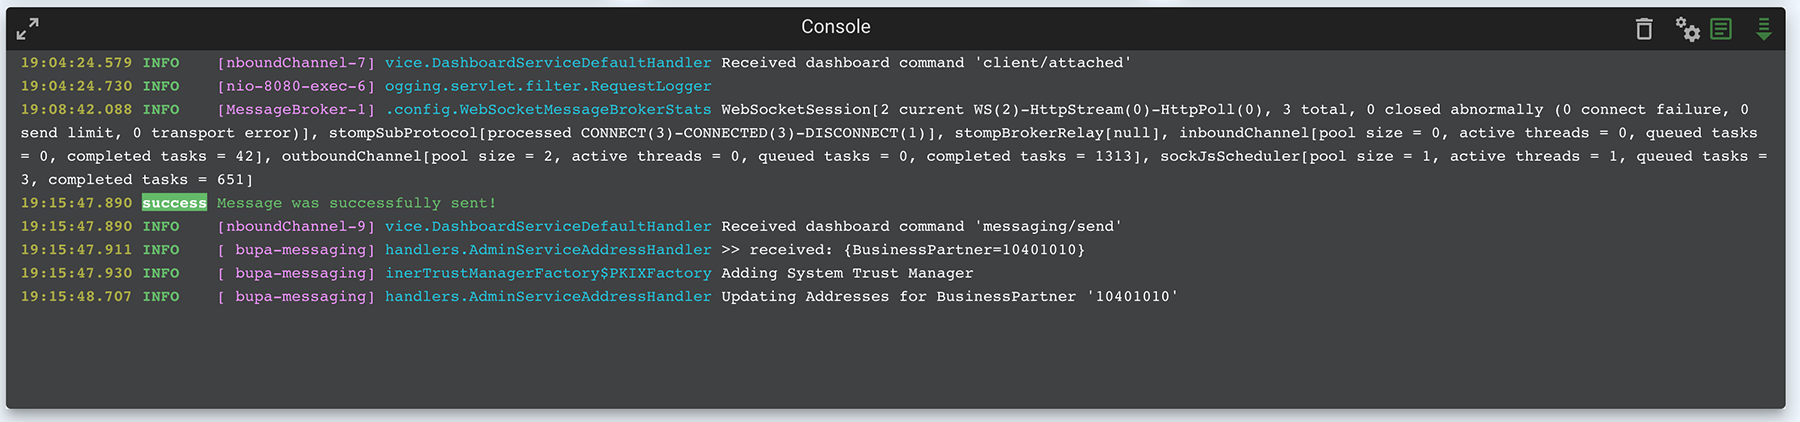 Console
19:04:24.579 INFO [nboundChannel-7] vice.DashboardServiceDefaultHandler Received dashboard command 'client/attached'
19:04:24.730 INFO [nio-8080-exec-6] ogging.servlet.filter.RequestLogger
19:08:42.088 INFO [MessageBroker-1] .config.WebSocketMessageBrokerStats WebSocketSession[2 current WS(2)-HttpStream(0)-HttpPoll(0), 3 total, 0 closed abnormally (0 connect failure, 0
send limit, 0 transport error)], stompSubProtocol[processed CONNECT(3)-CONNECTED(3)-DISCONNECT(1)], stompBrokerRelay[null], inboundChannel[pool size = 0, active threads = 0, queued tasks
= 0, completed tasks = 42], outboundChannel[pool size = 2, active threads = 0, queued tasks = 0, completed tasks = 1313], sockJsScheduler[pool size = 1, active threads = 1, queued tasks =
3, completed tasks = 651]
19:15:47.890 success Message was successfully sent!
19:15:47.890 INFO [nboundChannel-9] vice.DashboardServiceDefaultHandler Received dashboard command 'messaging/send'
19:15:47.911 INFO [ bupa-messaging] handlers.AdminServiceAddressHandler >> received: {BusinessPartner=10401010}
19:15:47.930 INFO [ bupa-messaging] inerTrustManagerFactory$PKIXFactory Adding System Trust Manager
19:15:48.707 INFO [ bupa-messaging] handlers.AdminServiceAddressHandler Updating Addresses for BusinessPartner '10401010'